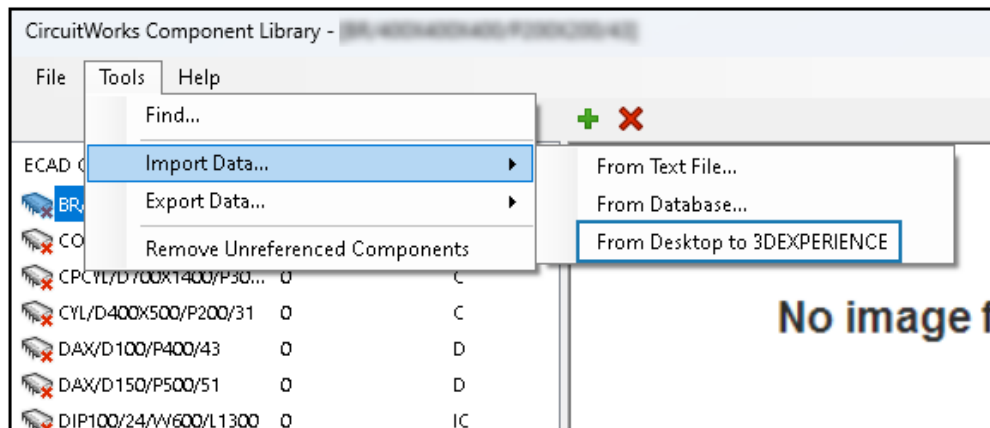 CircuitWorks Component Library -
File Tools Help
Find...
Import Data...
Export Data...
Remove Unreferenced Components
From Text File...
From Database...
From Desktop to 3DEXPERIENCE
ECAD
BR/
CO
CPCYL/D700X1400/P30... 0 C
CYL/D400X500/P200/31 0 C
DAX/D100/P400/43 0 D
DAX/D150/P500/51 0 D
DIP100/24/W600/L1300 0 IC
No image f